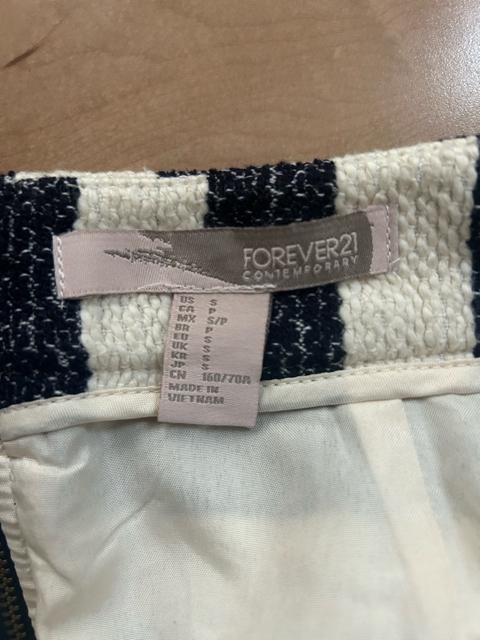 FOREVER21
CONTEMPORARY
US S
CA P
MX S/P
BR P
EU S
UK S
KR S
JP S
CN 160/70A
MADE IN
VIETNAM